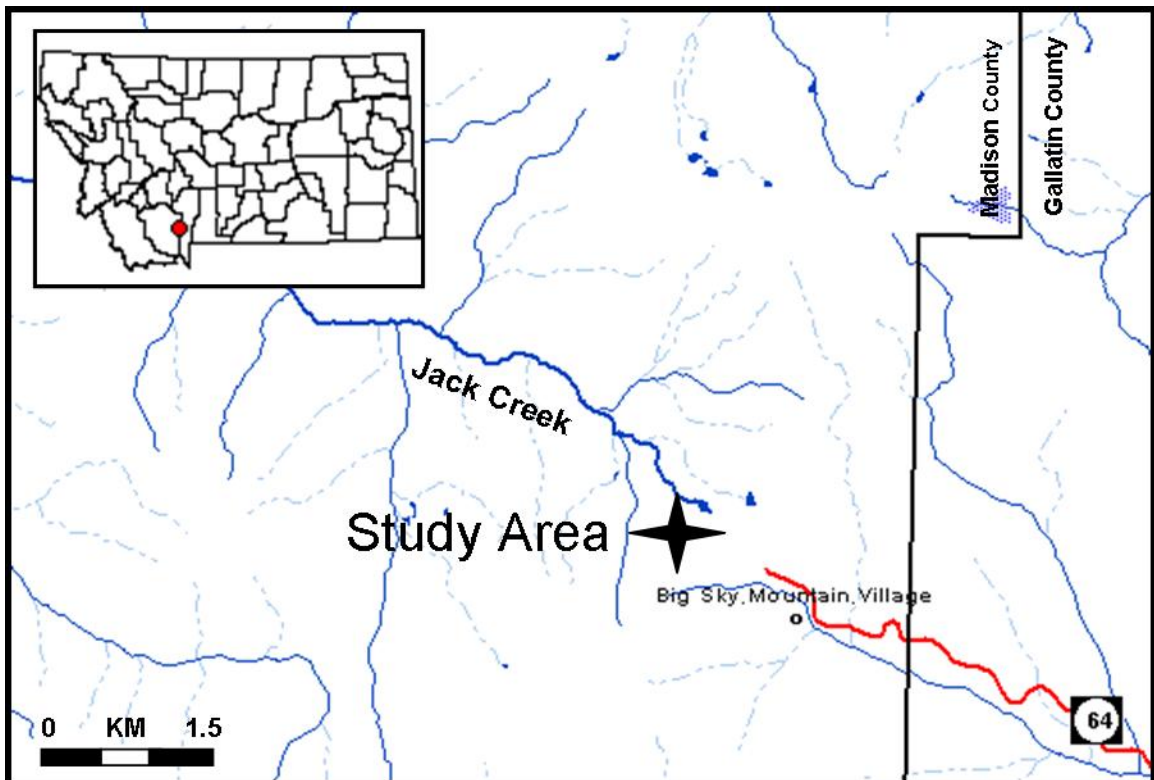 Madison County
Gallatin County
Jack Creek
Study Area
Big Sky, Mountain Village
64
0 KM 1.5